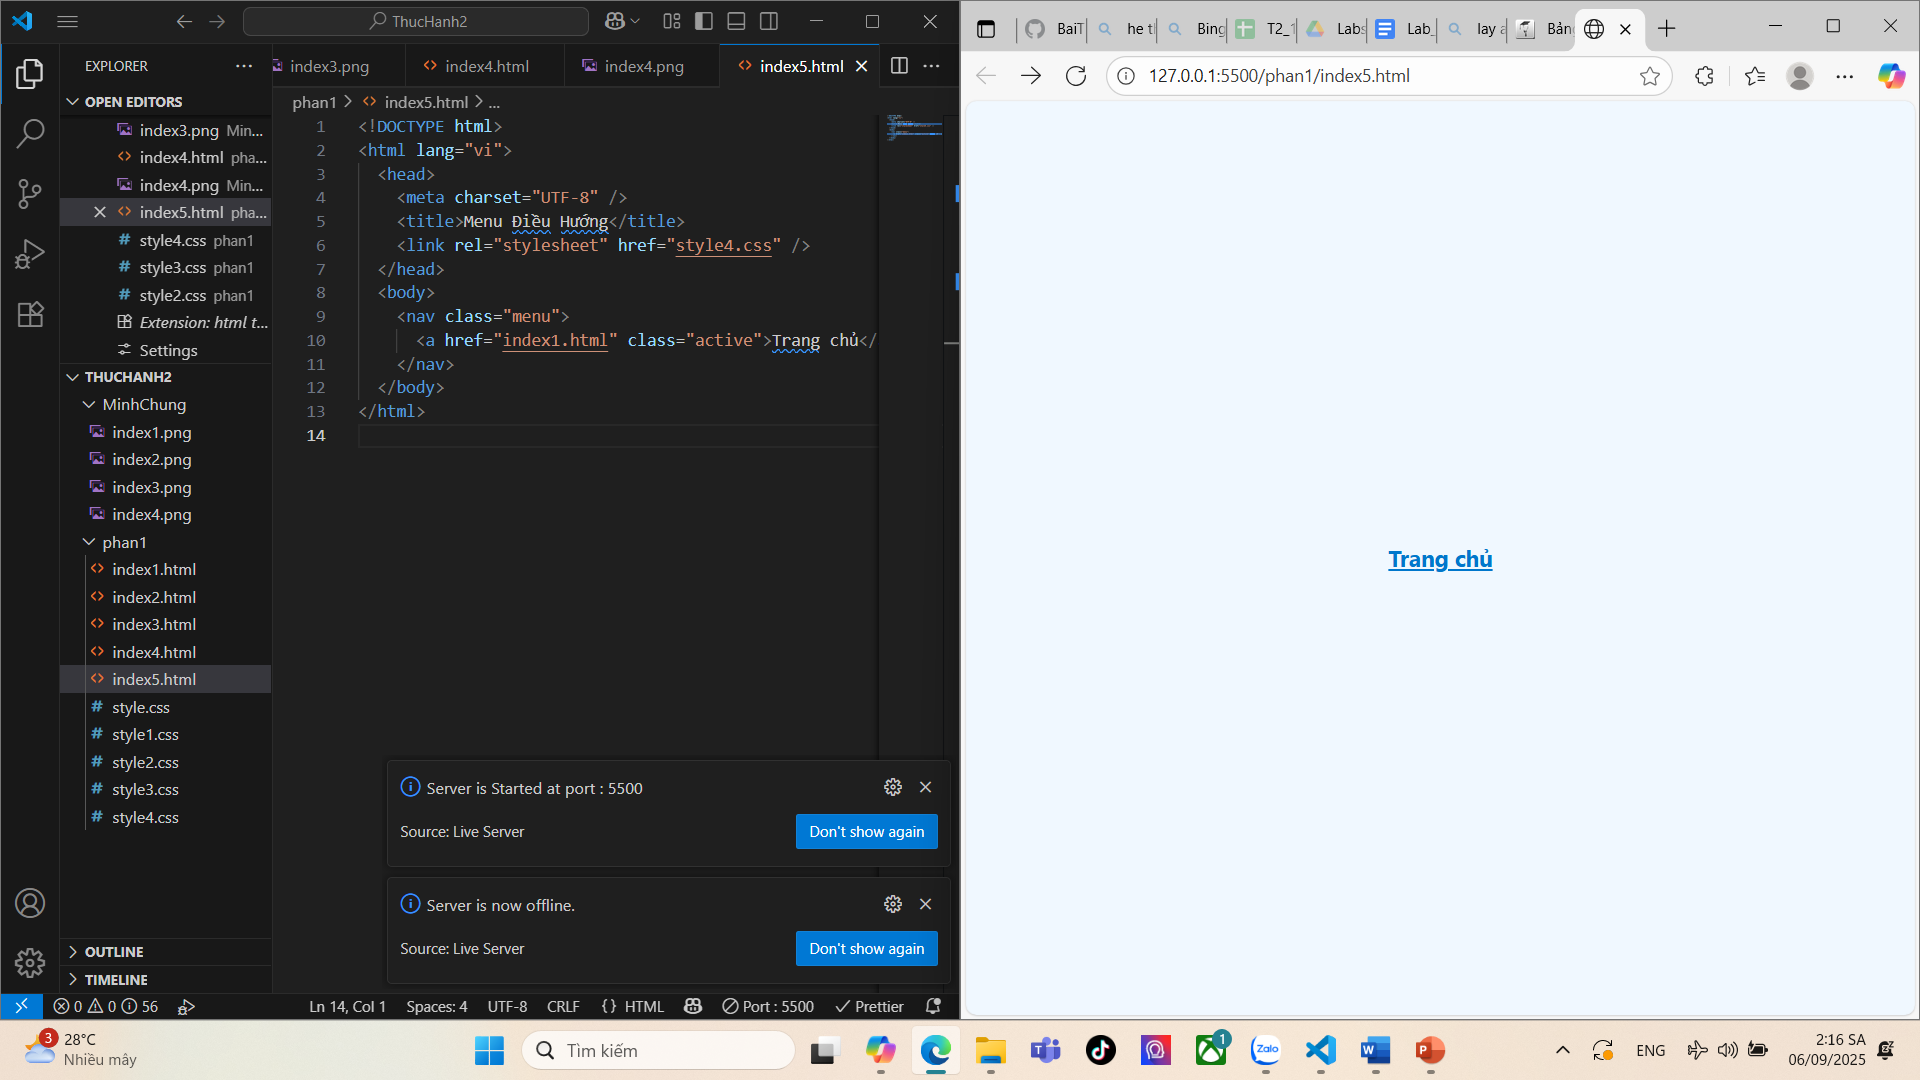 ThucHanh2
EXPLORER
OPEN EDITORS
index3.png Min...
index4.html pha...
index4.png Min...
index5.html pha...
style4.css phan1
style3.css phan1
style2.css phan1
Extension: html t...
Settings
THUCHANH2
MinhChung
index1.png
index2.png
index3.png
index4.png
phan1
index1.html
index2.html
index3.html
index4.html
index5.html
style.css
style1.css
style2.css
style3.css
style4.css
OUTLINE
TIMELINE
index3.png
index4.html
index4.png
index5.html
phan1 > index5.html > ...
1 <!DOCTYPE html>
2 <html lang="vi">
3 <head>
4 <meta charset="UTF-8" />
5 <title>Menu Điều Hướng</title>
6 <link rel="stylesheet" href="style4.css" />
7 </head>
8 <body>
9 <nav class="menu">
10 <a href="index1.html" class="active">Trang chủ</
11 </nav>
12 </body>
13 </html>
14
Server is Started at port : 5500
Source: Live Server
Don't show again
Server is now offline.
Source: Live Server
Don't show again
0 0 56
Ln 14, Col 1
Spaces: 4
UTF-8
CRLF
{} HTML
Port : 5500
Prettier
BaiT
he tl
Bing
T2_1
Labs
Lab_
lay a
Bản
127.0.0.1:5500/phan1/index5.html
Trang chủ
3
28°C
Nhiều mây
Tìm kiếm
1
Zalo
ENG
2:16 SA
06/09/2025